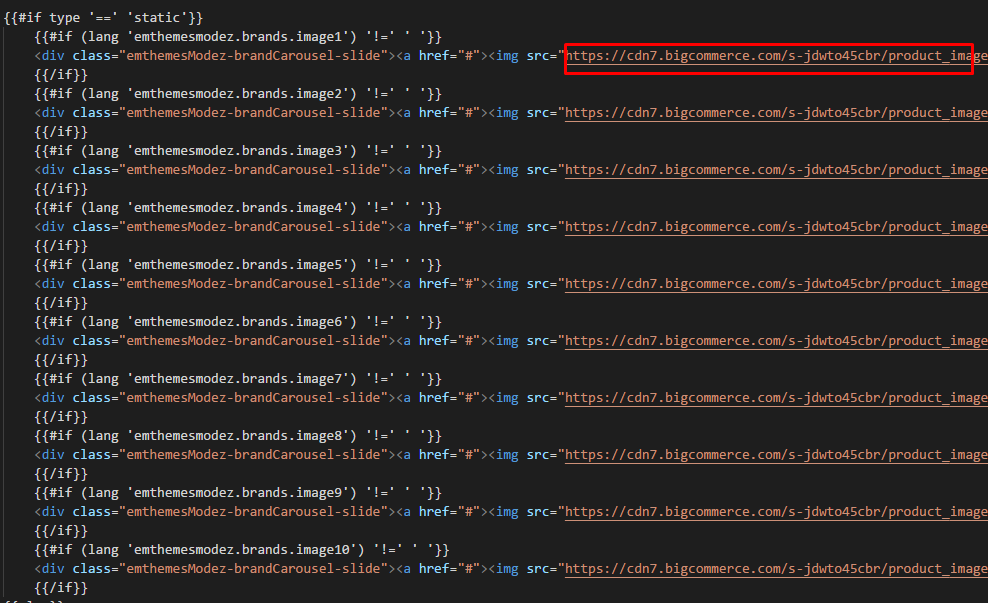 {{#if type '==' 'static'}}
{{#if (lang 'emthemesmodez.brands.image1') '!=' ' '}}
<div class="emthemesModez-brandCarousel-slide"><a href="#"><img src="https://cdn7.bigcommerce.com/s-jdwto45cbr/product_image
{{/if}}
{{#if (lang 'emthemesmodez.brands.image2') '!=' ' '}}
<div class="emthemesModez-brandCarousel-slide"><a href="#"><img src="https://cdn7.bigcommerce.com/s-jdwto45cbr/product_image
{{/if}}
{{#if (lang 'emthemesmodez.brands.image3') '!=' ' '}}
<div class="emthemesModez-brandCarousel-slide"><a href="#"><img src="https://cdn7.bigcommerce.com/s-jdwto45cbr/product_image
{{/if}}
{{#if (lang 'emthemesmodez.brands.image4') '!=' ' '}}
<div class="emthemesModez-brandCarousel-slide"><a href="#"><img src="https://cdn7.bigcommerce.com/s-jdwto45cbr/product_image
{{/if}}
{{#if (lang 'emthemesmodez.brands.image5') '!=' ' '}}
<div class="emthemesModez-brandCarousel-slide"><a href="#"><img src="https://cdn7.bigcommerce.com/s-jdwto45cbr/product_image
{{/if}}
{{#if (lang 'emthemesmodez.brands.image6') '!=' ' '}}
<div class="emthemesModez-brandCarousel-slide"><a href="#"><img src="https://cdn7.bigcommerce.com/s-jdwto45cbr/product_image
{{/if}}
{{#if (lang 'emthemesmodez.brands.image7') '!=' ' '}}
<div class="emthemesModez-brandCarousel-slide"><a href="#"><img src="https://cdn7.bigcommerce.com/s-jdwto45cbr/product_image
{{/if}}
{{#if (lang 'emthemesmodez.brands.image8') '!=' ' '}}
<div class="emthemesModez-brandCarousel-slide"><a href="#"><img src="https://cdn7.bigcommerce.com/s-jdwto45cbr/product_image
{{/if}}
{{#if (lang 'emthemesmodez.brands.image9') '!=' ' '}}
<div class="emthemesModez-brandCarousel-slide"><a href="#"><img src="https://cdn7.bigcommerce.com/s-jdwto45cbr/product_image
{{/if}}
{{#if (lang 'emthemesmodez.brands.image10') '!=' ' '}}
<div class="emthemesModez-brandCarousel-slide"><a href="#"><img src="https://cdn7.bigcommerce.com/s-jdwto45cbr/product_image
{{/if}}